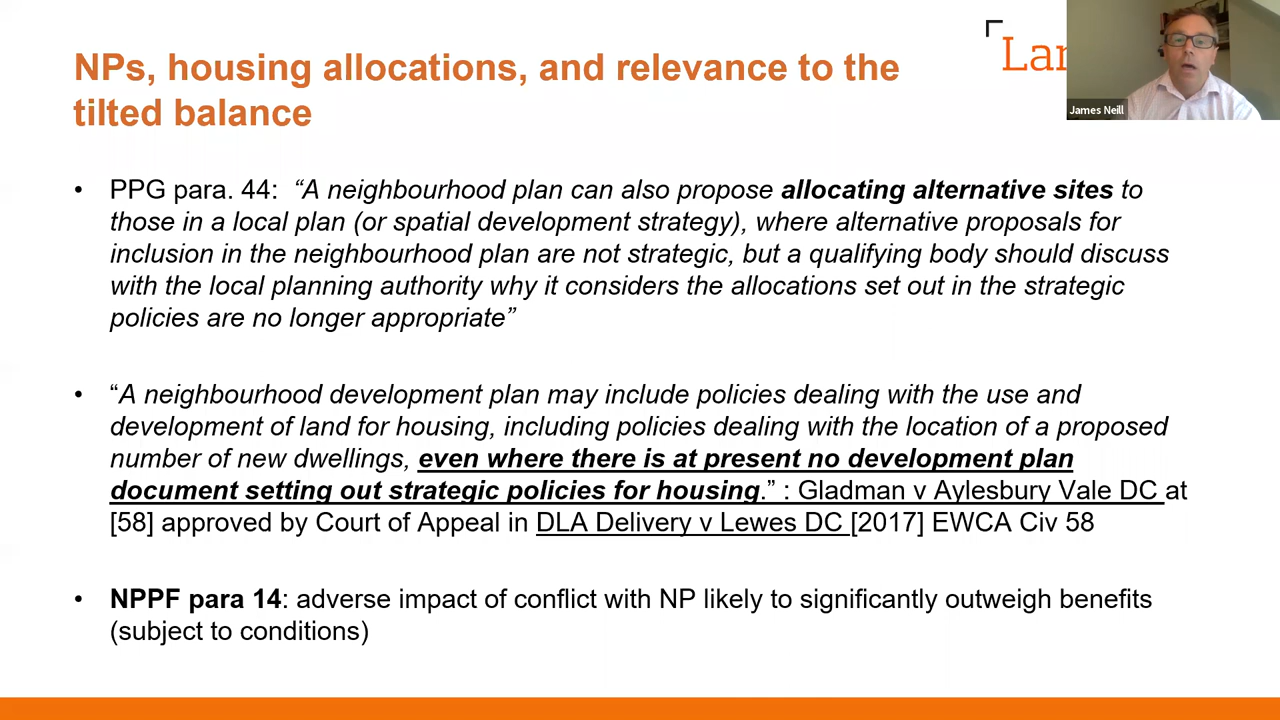 NPs, housing allocations, and relevance to the
tilted balance
Lan
James Neill
• PPG para. 44: “A neighbourhood plan can also propose allocating alternative sites to
those in a local plan (or spatial development strategy), where alternative proposals for
inclusion in the neighbourhood plan are not strategic, but a qualifying body should discuss
with the local planning authority why it considers the allocations set out in the strategic
policies are no longer appropriate”
• “A neighbourhood development plan may include policies dealing with the use and
development of land for housing, including policies dealing with the location of a proposed
number of new dwellings, even where there is at present no development plan
document setting out strategic policies for housing.” : Gladman v Aylesbury Vale DC at
[58] approved by Court of Appeal in DLA Delivery v Lewes DC [2017] EWCA Civ 58
• NPPF para 14: adverse impact of conflict with NP likely to significantly outweigh benefits
(subject to conditions)